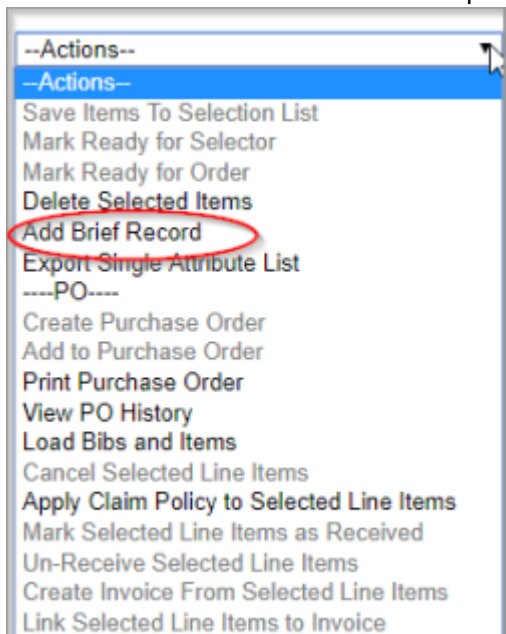 --Actions--
--Actions--
Save Items To Selection List
Mark Ready for Selector
Mark Ready for Order
Delete Selected Items
Add Brief Record
Export Single Attribute List
----PO----
Create Purchase Order
Add to Purchase Order
Print Purchase Order
View PO History
Load Bibs and Items
Cancel Selected Line Items
Apply Claim Policy to Selected Line Items
Mark Selected Line Items as Received
Un-Receive Selected Line Items
Create Invoice From Selected Line Items
Link Selected Line Items to Invoice